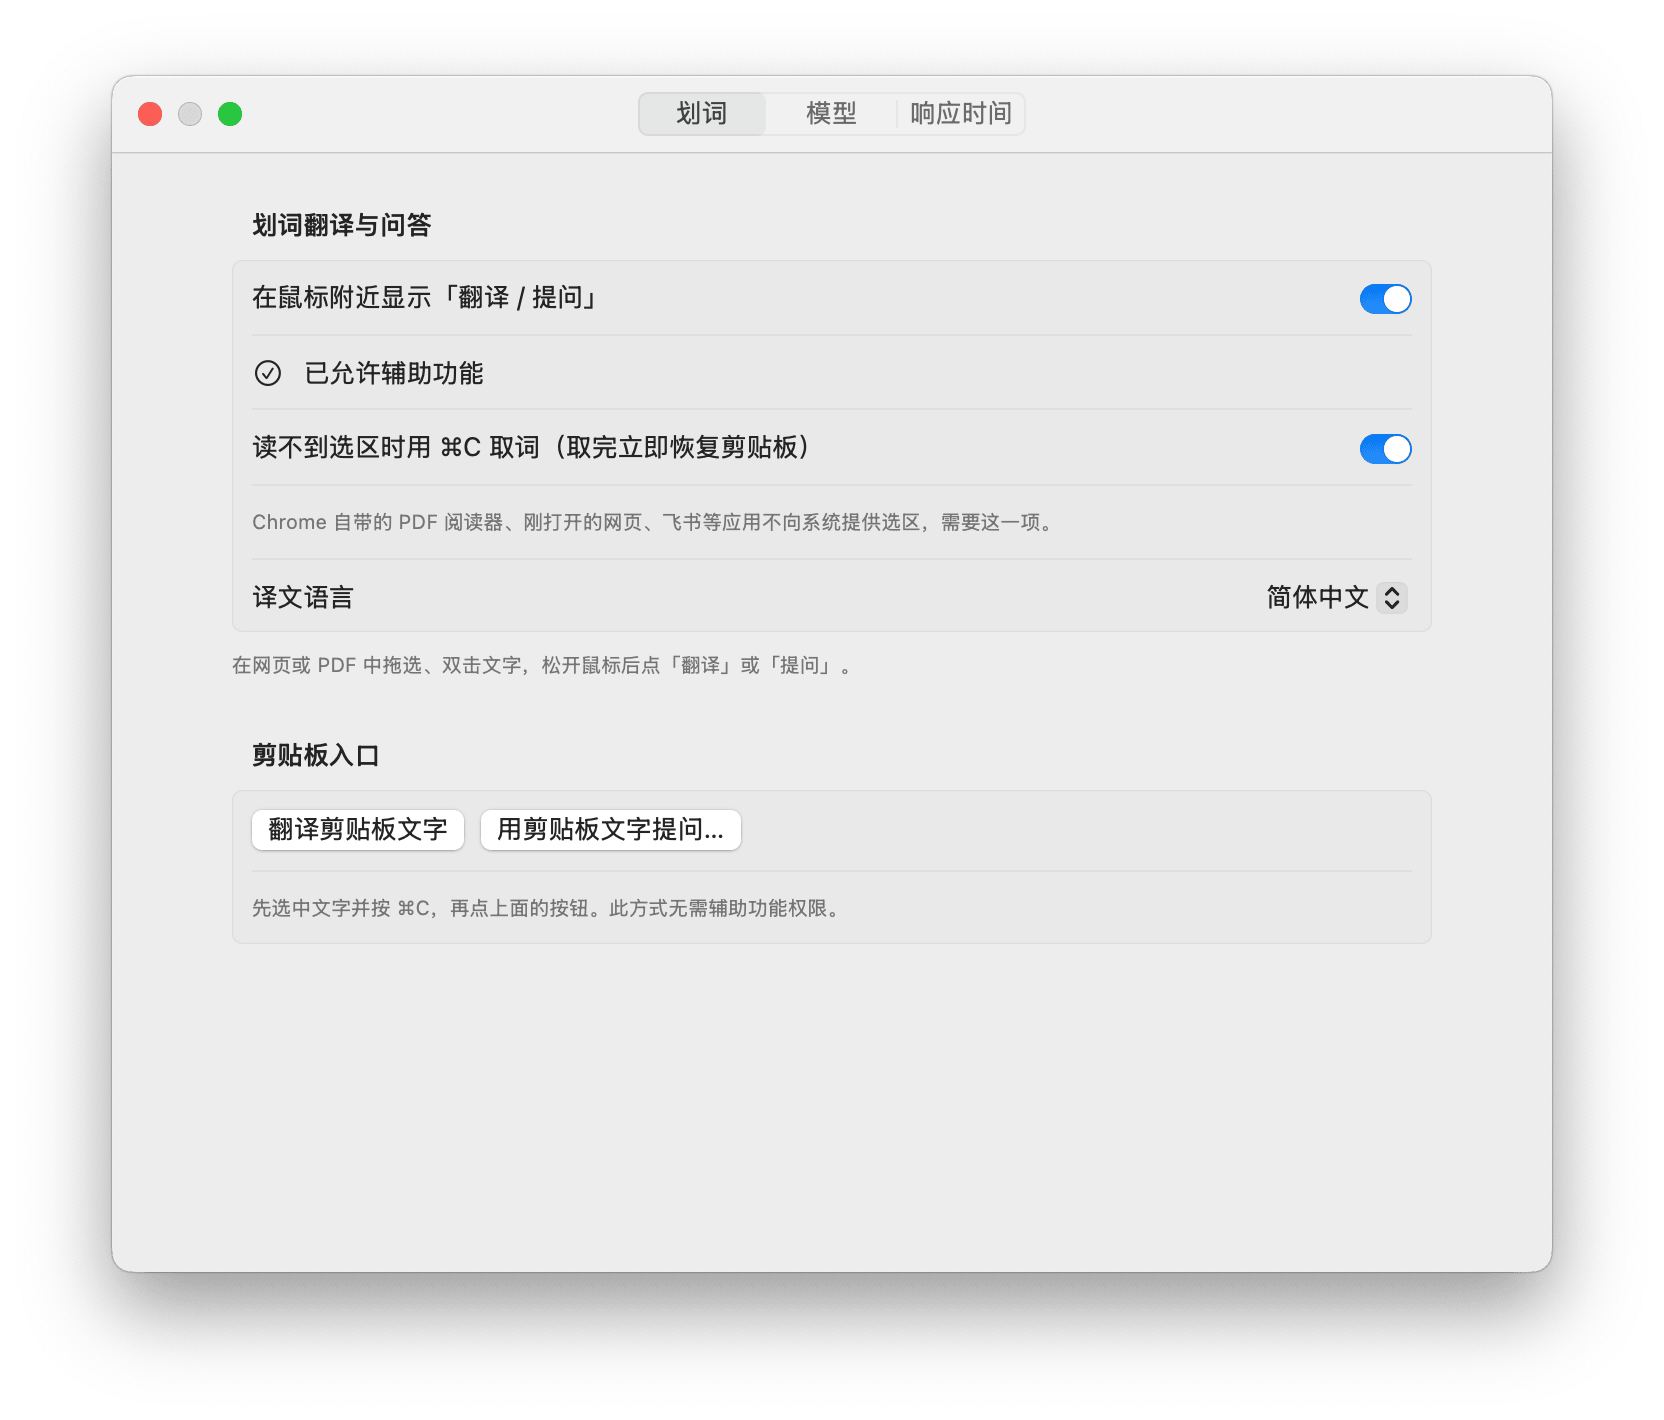 划词 模型 响应时间
划词翻译与问答
在鼠标附近显示「翻译 / 提问」
已允许辅助功能
读不到选区时用 ⌘C 取词（取完立即恢复剪贴板）
Chrome 自带的 PDF 阅读器、刚打开的网页、飞书等应用不向系统提供选区，需要这一项。
译文语言 简体中文
在网页或 PDF 中拖选、双击文字，松开鼠标后点「翻译」或「提问」。
剪贴板入口
翻译剪贴板文字 用剪贴板文字提问...
先选中文字并按 ⌘C，再点上面的按钮。此方式无需辅助功能权限。